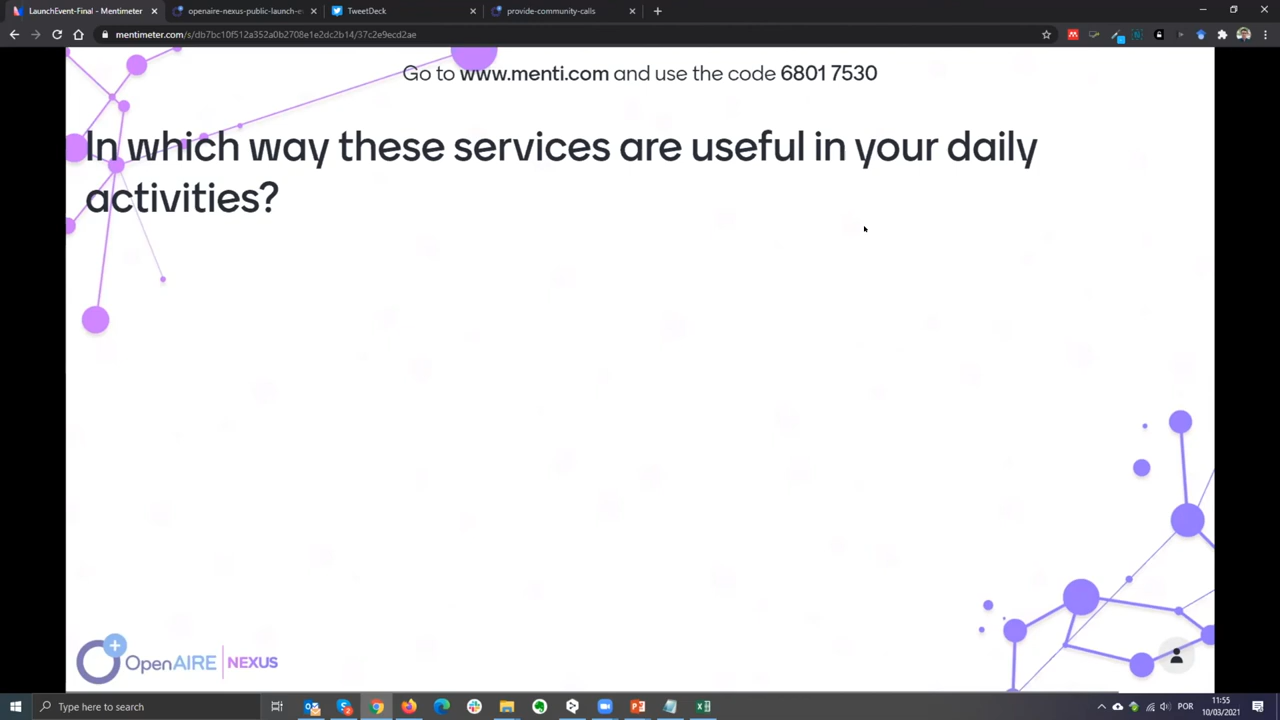 LaunchEvent-Final - Mentimeter
openaire-nexus-public-launch-e
TweetDeck
provide-community-calls
mentimeter.com/s/db7bc10f512a352a0b2708e1e2dc2b14/37c2e9ecd2ae
Go to www.menti.com and use the code 6801 7530
In which way these services are useful in your daily
activities?
OpenAIRE NEXUS
Type here to search
POR
11:55
10/03/2021